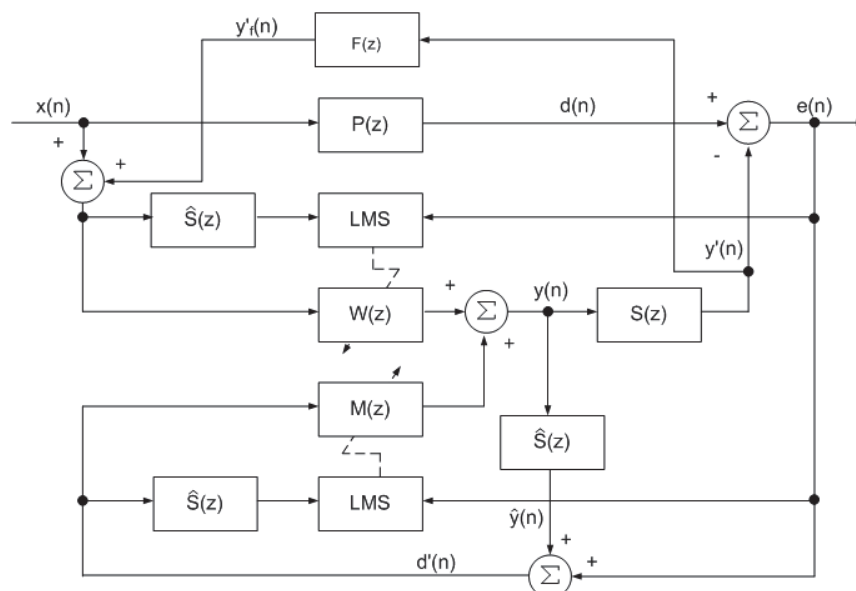 y'f(n)
F(z)
x(n)
P(z)
d(n)
+
e(n)
Σ
+
+
-
Σ
Ŝ(z)
LMS
y'(n)
+
y(n)
W(z)
Σ
S(z)
+
M(z)
Ŝ(z)
Ŝ(z)
LMS
ŷ(n)
+
+
d'(n)
Σ